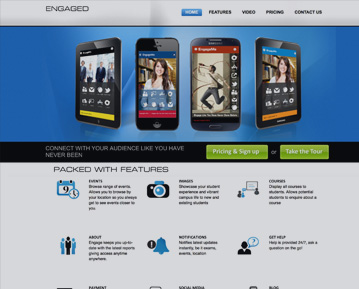 ENGAGED
HOME FEATURES VIDEO PRICING CONTACT US
EngageMe
CONNECT WITH YOUR AUDIENCE LIKE YOU HAVE
NEVER BEEN
Pricing & Sign up or Take the Tour
PACKED WITH FEATURES
EVENTS
Browse range of events.
Allows you to browse by
your location so you always
get to see events closer to
you.
IMAGES
Showcase your student
experience and vibrant
campus life to new and
existing students
COURSES
Display all courses to
students. Allows potential
students to enquire about a
course
9
ABOUT
Engage keeps you up-to-
date with the latest reports
giving access anytime
anywhere.
NOTIFICATIONS
Notifies latest updates
instantly, be it exams,
events, location
GET HELP
Help is provided 24/7, ask a
question on the go!
PAYMENT
SOCIAL MEDIA
BLOG